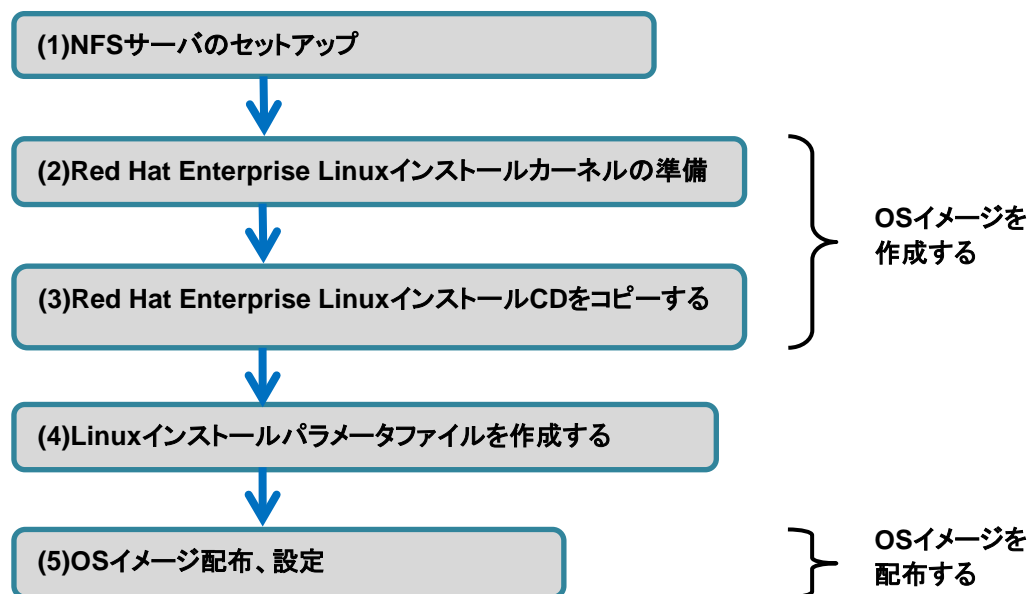 (1)NFSサーバのセットアップ
(2)Red Hat Enterprise Linuxインストールカーネルの準備
(3)Red Hat Enterprise LinuxインストールCDをコピーする
OSイメージを
作成する
(4)Linuxインストールパラメータファイルを作成する
(5)OSイメージ配布、設定
OSイメージを
配布する